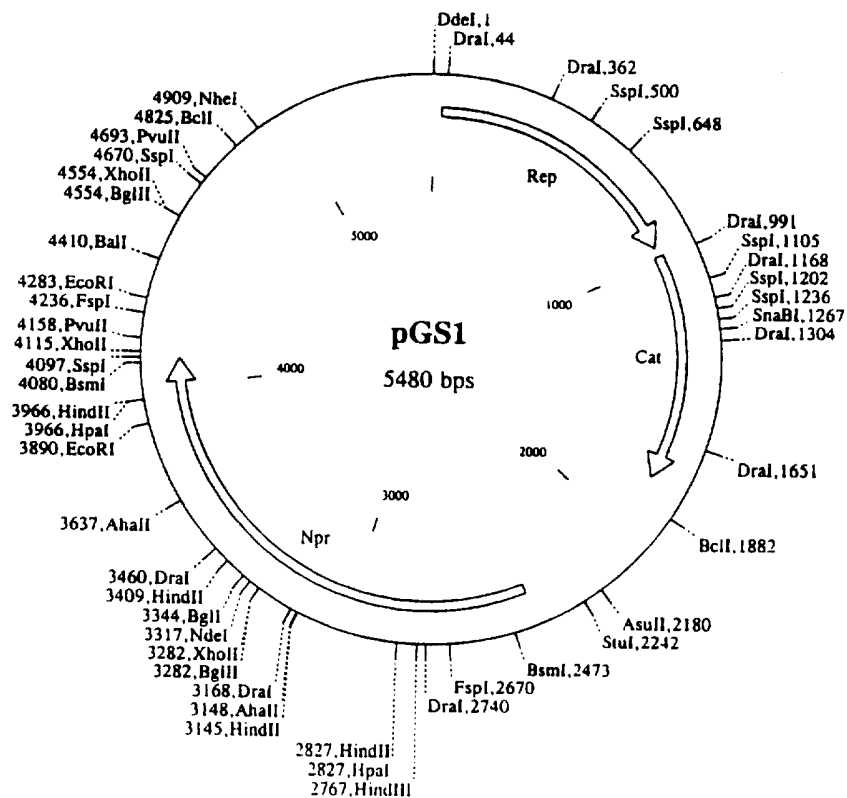 DdeI,1
DraI,44
DraI,362
SspI,500
SspI,648
DraI,991
SspI,1105
DraI,1168
SspI,1202
SspI,1236
SnaBI,1267
DraI,1304
DraI,1651
BclI,1882
AsuII,2180
StuI,2242
BsmI,2473
FspI,2670
DraI,2740
2767,HindIII
2827,HpaI
2827,HindII
3145,HindII
3148,AhaII
3168,DraI
3282,BglII
3282,XhoII
3317,NdeI
3344,BglI
3409,HindII
3460,DraI
3637,AhaII
3890,EcoRI
3966,HpaI
3966,HindII
4080,BsmI
4097,SspI
4115,XhoII
4158,PvuII
4236,FspI
4283,EcoRI
4410,BalI
4554,BglII
4554,XhoII
4670,SspI
4693,PvuII
4825,BclI
4909,NheI
Rep
Cat
Npr
1000
2000
3000
4000
5000
pGS1
5480 bps